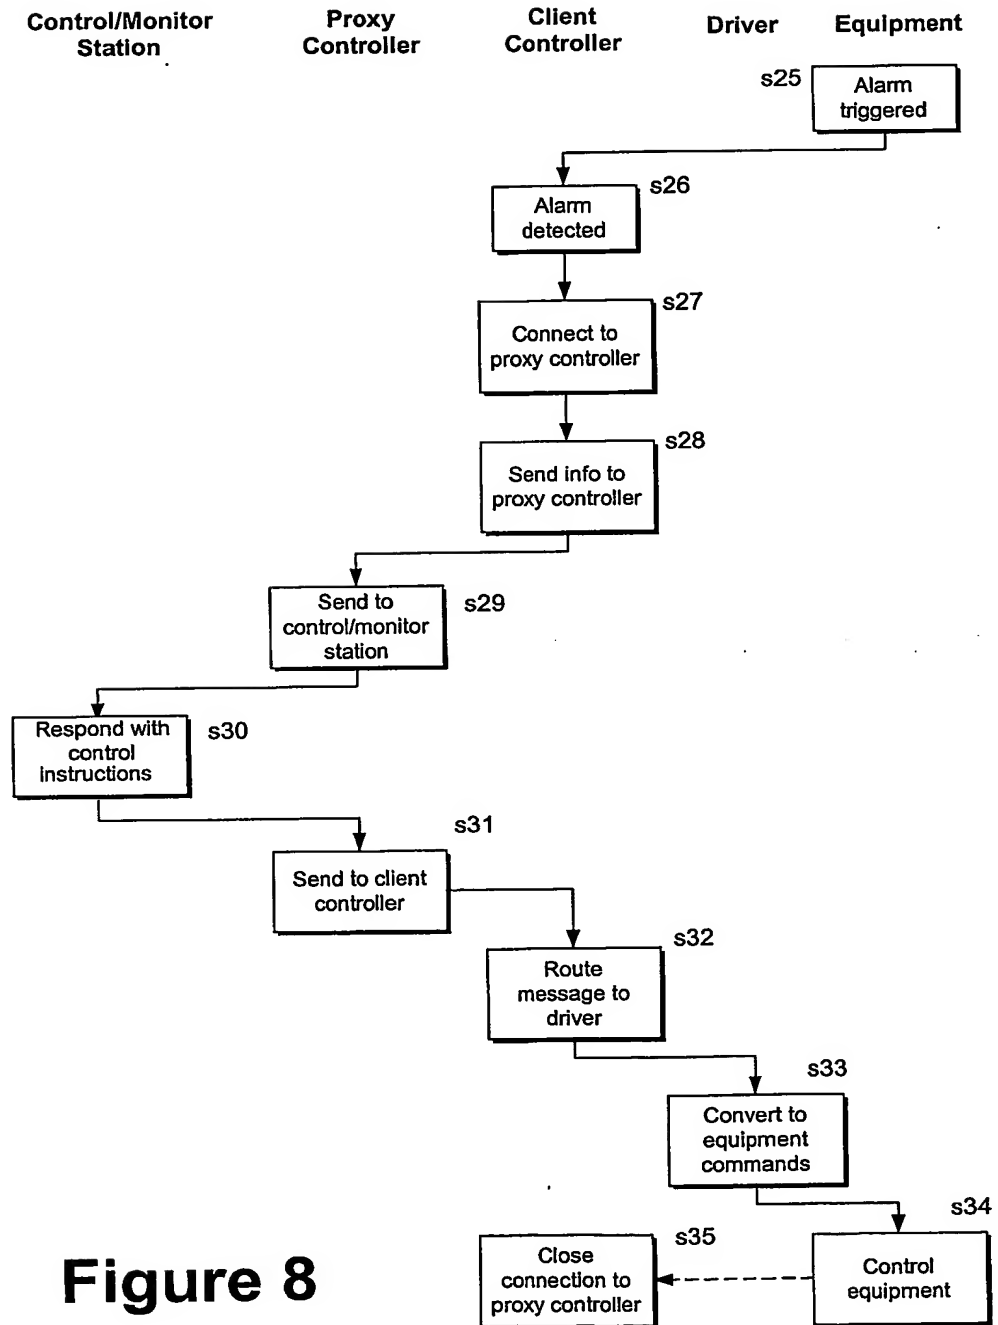 Control/Monitor
Station
Proxy
Controller
Client
Controller
Driver
Equipment
s25
Alarm
triggered
s26
Alarm
detected
s27
Connect to
proxy controller
s28
Send info to
proxy controller
s29
Send to
control/monitor
station
s30
Respond with
control
instructions
s31
Send to client
controller
s32
Route
message to
driver
s33
Convert to
equipment
commands
s34
Control
equipment
s35
Close
connection to
proxy controller
Figure 8